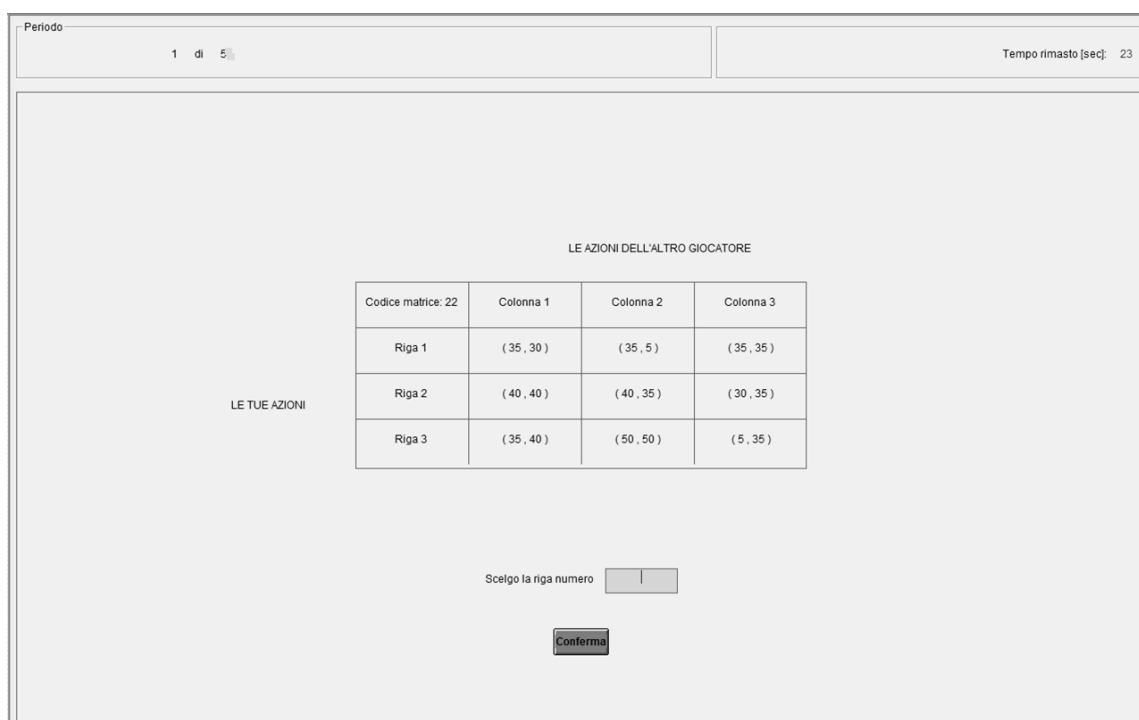 Periodo
1 di 5
Tempo rimasto [sec]: 23
LE AZIONI DELL'ALTRO GIOCATORE
Codice matrice: 22 Colonna 1 Colonna 2 Colonna 3
Riga 1 ( 35 , 30 ) ( 35 , 5 ) ( 35 , 35 )
Riga 2 ( 40 , 40 ) ( 40 , 35 ) ( 30 , 35 )
LE TUE AZIONI
Riga 3 ( 35 , 40 ) ( 50 , 50 ) ( 5 , 35 )
Scelgo la riga numero
Conferma